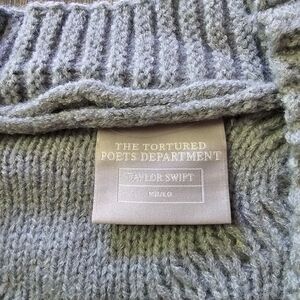 THE TORTURED
POETS DEPARTMENT
TAYLOR SWIFT